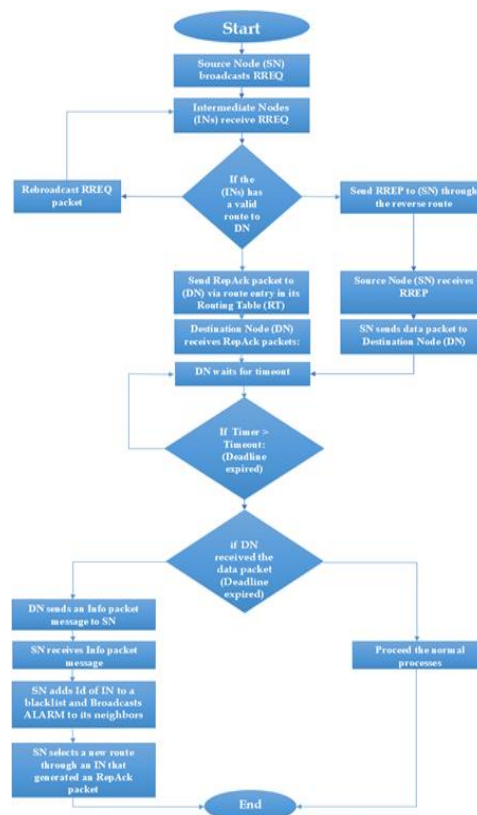 Start
Source Node (SN)
broadcasts RREQ
Intermediate Nodes
(INs) receive RREQ
If the
(INs) has
a valid
route to
DN
Rebroadcast RREQ
packet
Send RREP to (SN) through
the reverse route
Send RepAck packet to
(DN) via route entry in its
Routing Table (RT)
Source Node (SN) receives
RREP
Destination Node (DN)
receives RepAck packets:
SN sends data packet to
Destination Node (DN)
DN waits for timeout
If Timer >
Timeout:
(Deadline
expired)
if DN
received the
data packet
(Deadline
expired)
DN sends an Info packet
message to SN
SN receives Info packet
message
Proceed the normal
processes
SN adds Id of IN to a
blacklist and Broadcasts
ALARM to its neighbors
SN selects a new route
through an IN that
generated an RepAck
packet
End